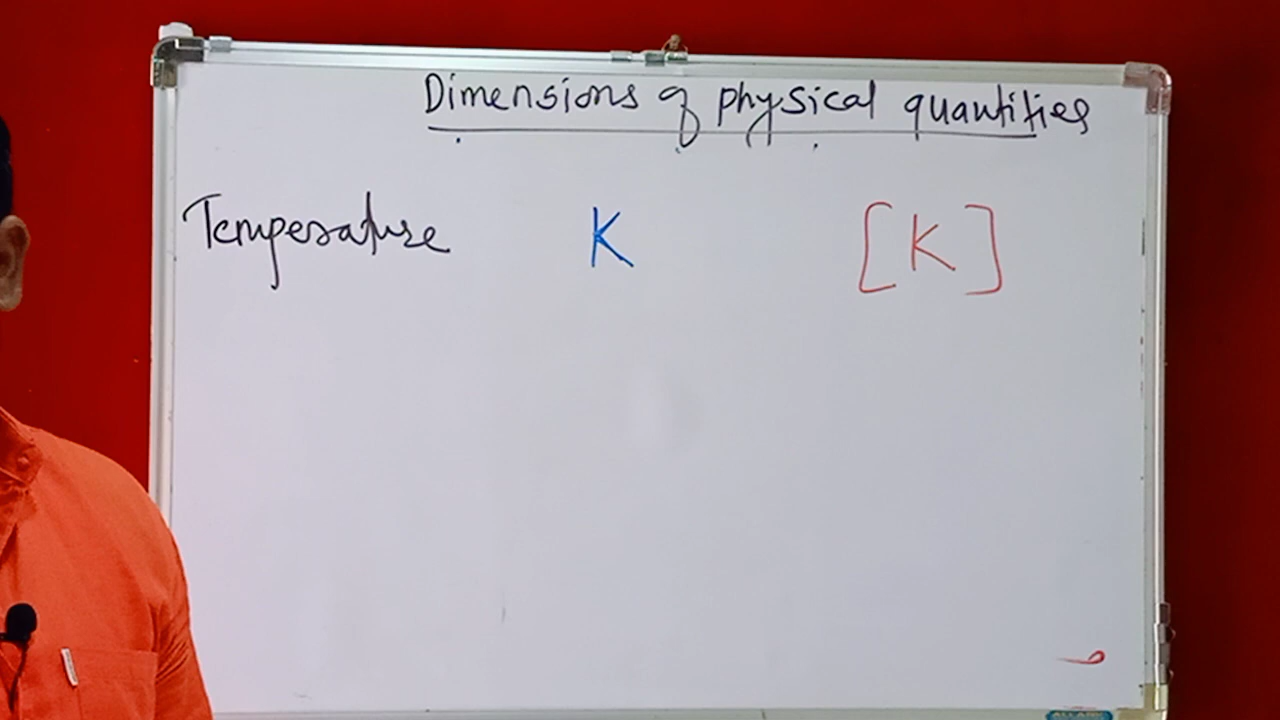 Dimensions of physical quantities
Temperature K [K]